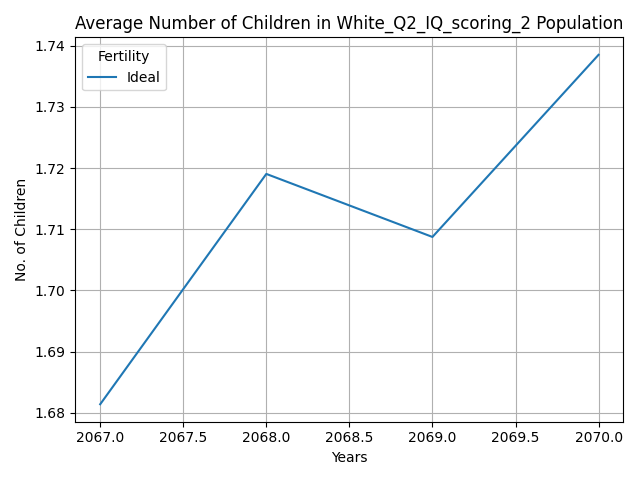 Average Number of Children in White_Q2_IQ_scoring_2 Population
Fertility
Ideal
No. of Children
1.74
1.73
1.72
1.71
1.70
1.69
1.68
2067.0 2067.5 2068.0 2068.5 2069.0 2069.5 2070.0
Years